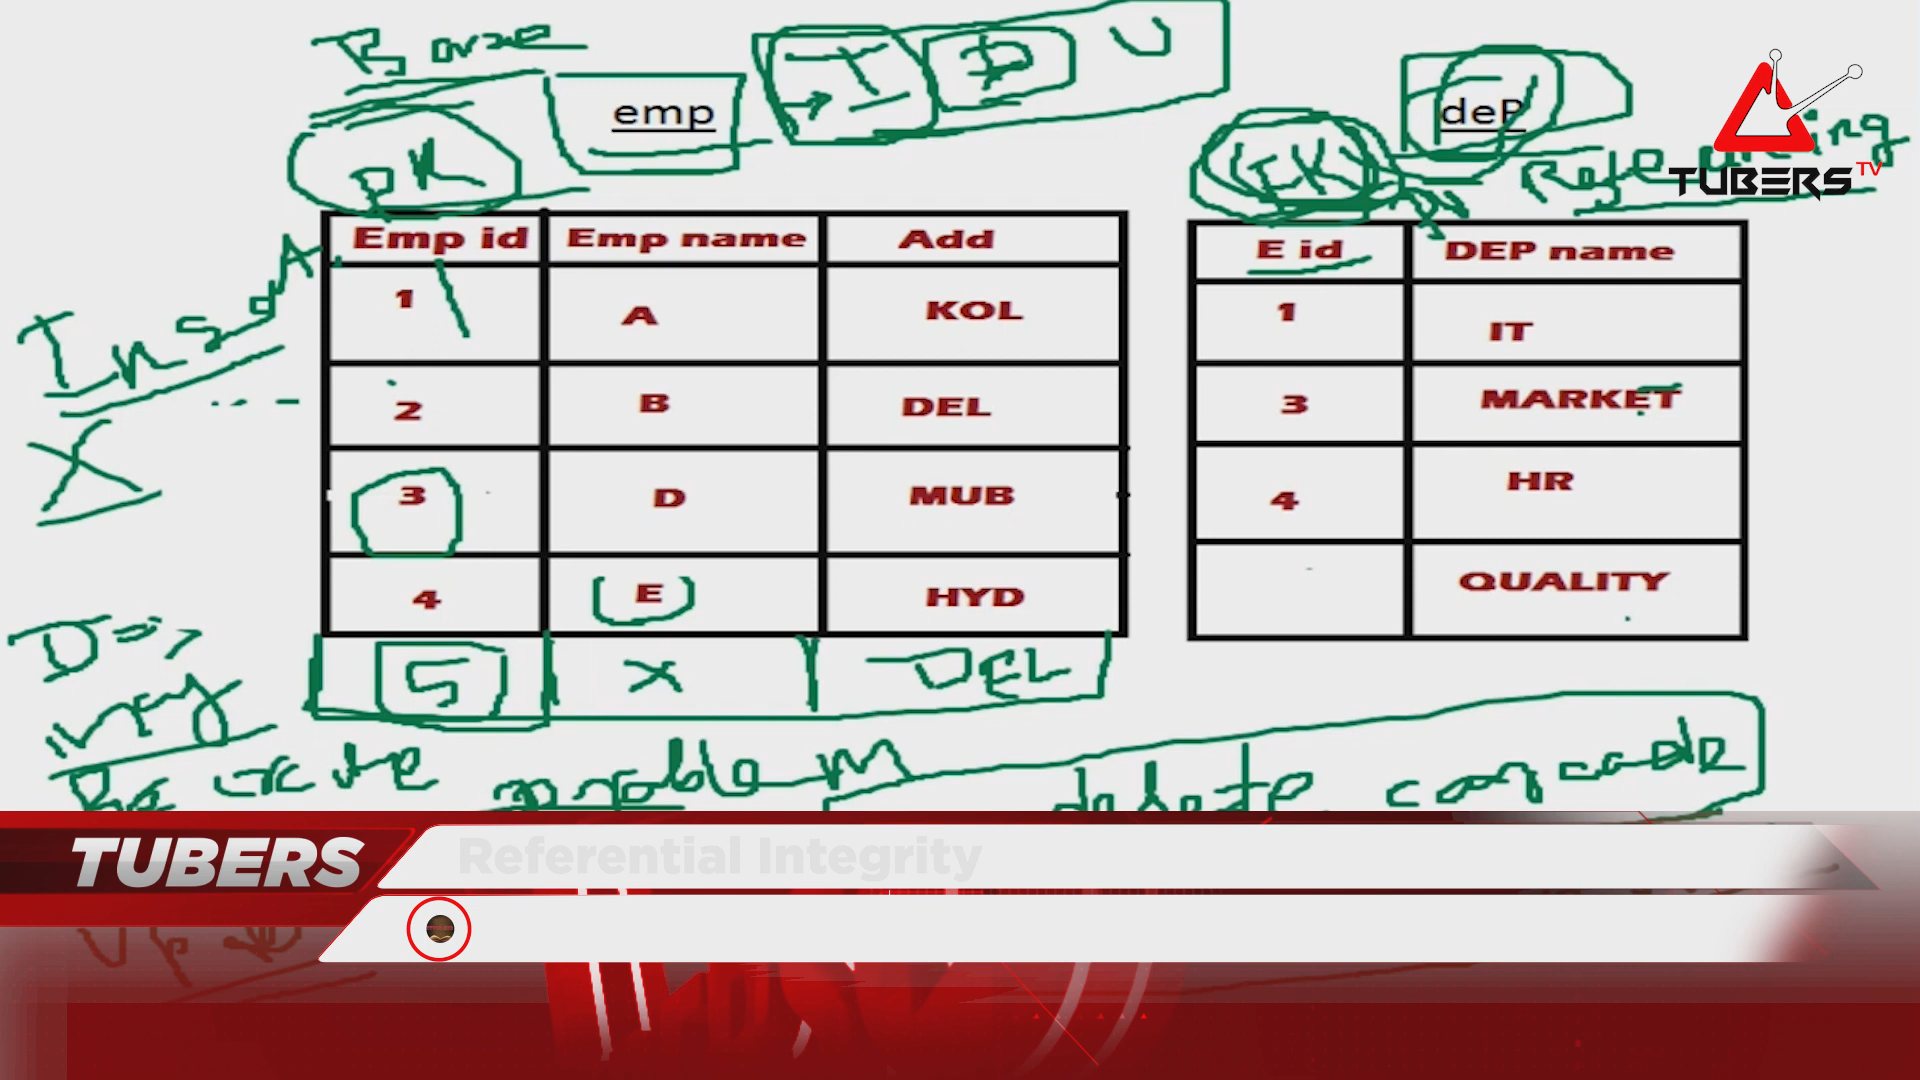 Base
I D U
emp
deP
PK
FK
Referencing
TUBERS TV
Emp id Emp name Add
E id DEP name
1 A KOL
1 IT
2 B DEL
3 MARKET
3 D MUB
4 HR
4 E HYD
QUALITY
Insert
X
5 X DEL
D =>
may
create problem
delete cascade
TUBERS Referential Integrity